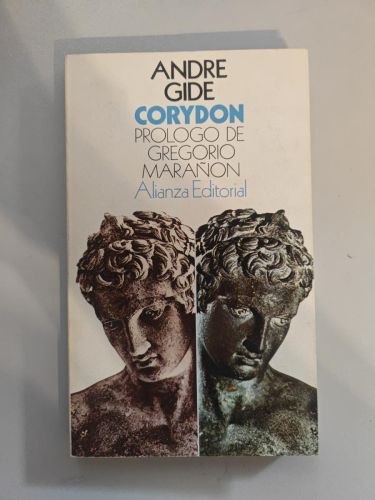 ANDRE
GIDE
CORYDON
PROLOGO DE
GREGORIO
MARAÑON
Alianza Editorial